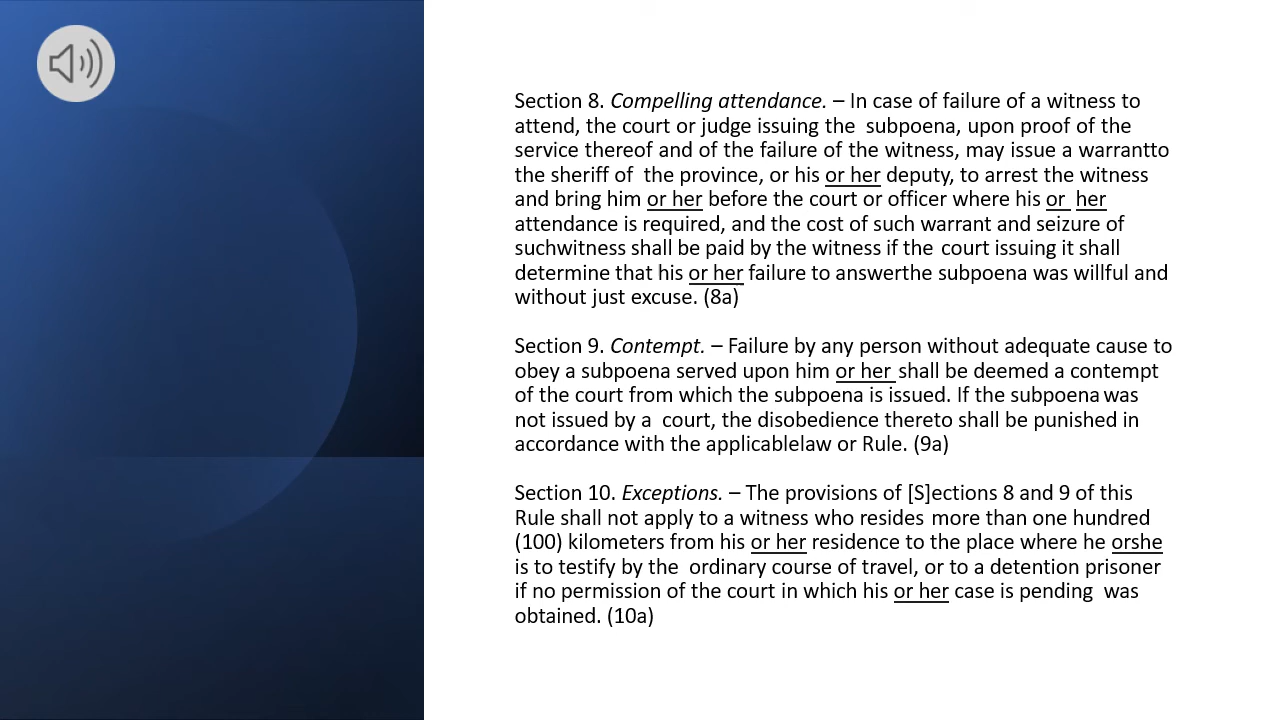 Section 8. Compelling attendance. – In case of failure of a witness to
attend, the court or judge issuing the subpoena, upon proof of the
service thereof and of the failure of the witness, may issue a warrantto
the sheriff of the province, or his or her deputy, to arrest the witness
and bring him or her before the court or officer where his or her
attendance is required, and the cost of such warrant and seizure of
suchwitness shall be paid by the witness if the court issuing it shall
determine that his or her failure to answerthe subpoena was willful and
without just excuse. (8a)
Section 9. Contempt. – Failure by any person without adequate cause to
obey a subpoena served upon him or her shall be deemed a contempt
of the court from which the subpoena is issued. If the subpoena was
not issued by a court, the disobedience thereto shall be punished in
accordance with the applicablelaw or Rule. (9a)
Section 10. Exceptions. – The provisions of [S]ections 8 and 9 of this
Rule shall not apply to a witness who resides more than one hundred
(100) kilometers from his or her residence to the place where he orshe
is to testify by the ordinary course of travel, or to a detention prisoner
if no permission of the court in which his or her case is pending was
obtained. (10a)